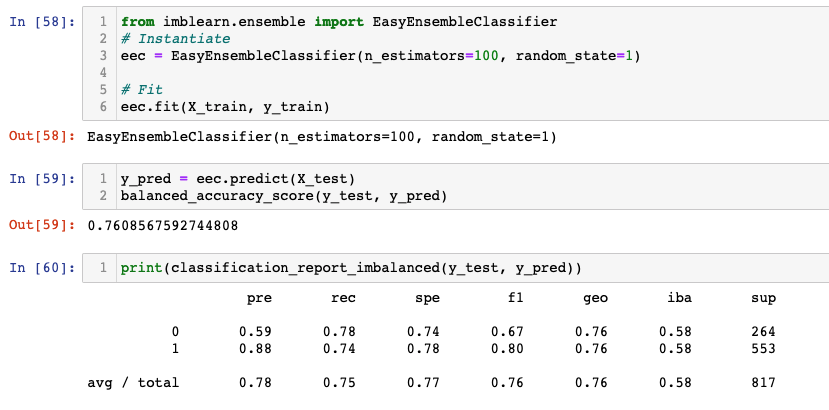 In [58]: 1 from imblearn.ensemble import EasyEnsembleClassifier
2 # Instantiate
3 eec = EasyEnsembleClassifier(n_estimators=100, random_state=1)
4
5 # Fit
6 eec.fit(X_train, y_train)
Out[58]: EasyEnsembleClassifier(n_estimators=100, random_state=1)
In [59]: 1 y_pred = eec.predict(X_test)
2 balanced_accuracy_score(y_test, y_pred)
Out[59]: 0.7608567592744808
In [60]: 1 print(classification_report_imbalanced(y_test, y_pred))
pre rec spe f1 geo iba sup
0 0.59 0.78 0.74 0.67 0.76 0.58 264
1 0.88 0.74 0.78 0.80 0.76 0.58 553
avg / total 0.78 0.75 0.77 0.76 0.76 0.58 817